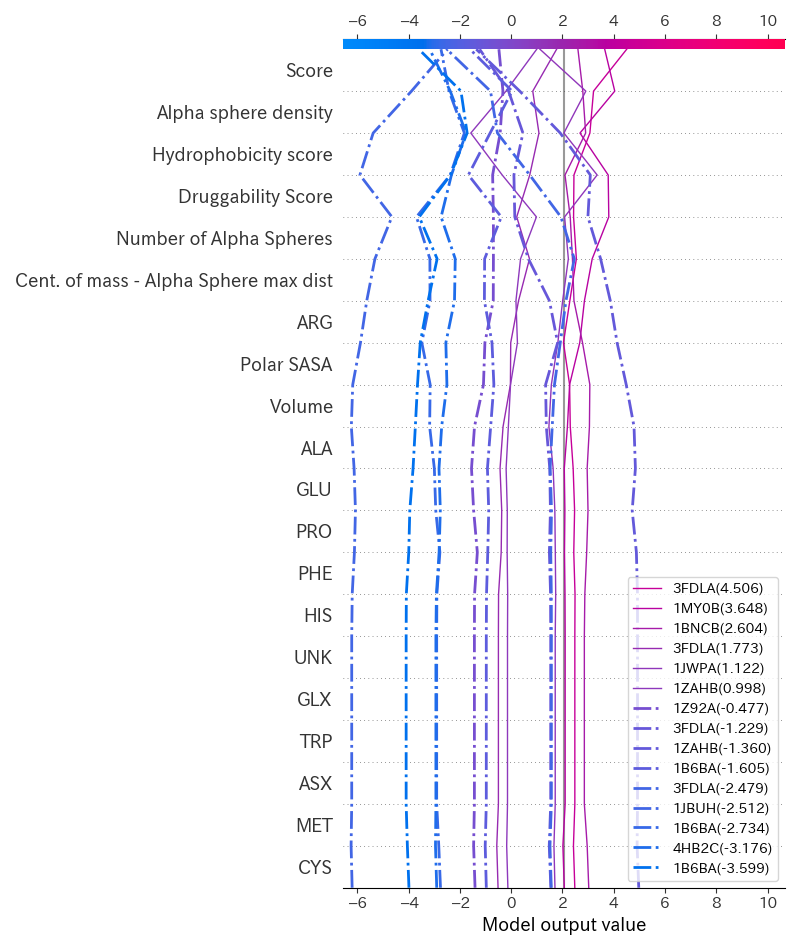 −6 −4 −2 0 2 4 6 8 10
Score
Alpha sphere density
Hydrophobicity score
Druggability Score
Number of Alpha Spheres
Cent. of mass - Alpha Sphere max dist
ARG
Polar SASA
Volume
ALA
GLU
PRO
PHE
HIS
UNK
GLX
TRP
ASX
MET
CYS
3FDLA(4.506)
1MY0B(3.648)
1BNCB(2.604)
3FDLA(1.773)
1JWPA(1.122)
1ZAHB(0.998)
1Z92A(-0.477)
3FDLA(-1.229)
1ZAHB(-1.360)
1B6BA(-1.605)
3FDLA(-2.479)
1JBUH(-2.512)
1B6BA(-2.734)
4HB2C(-3.176)
1B6BA(-3.599)
−6 −4 −2 0 2 4 6 8 10
Model output value